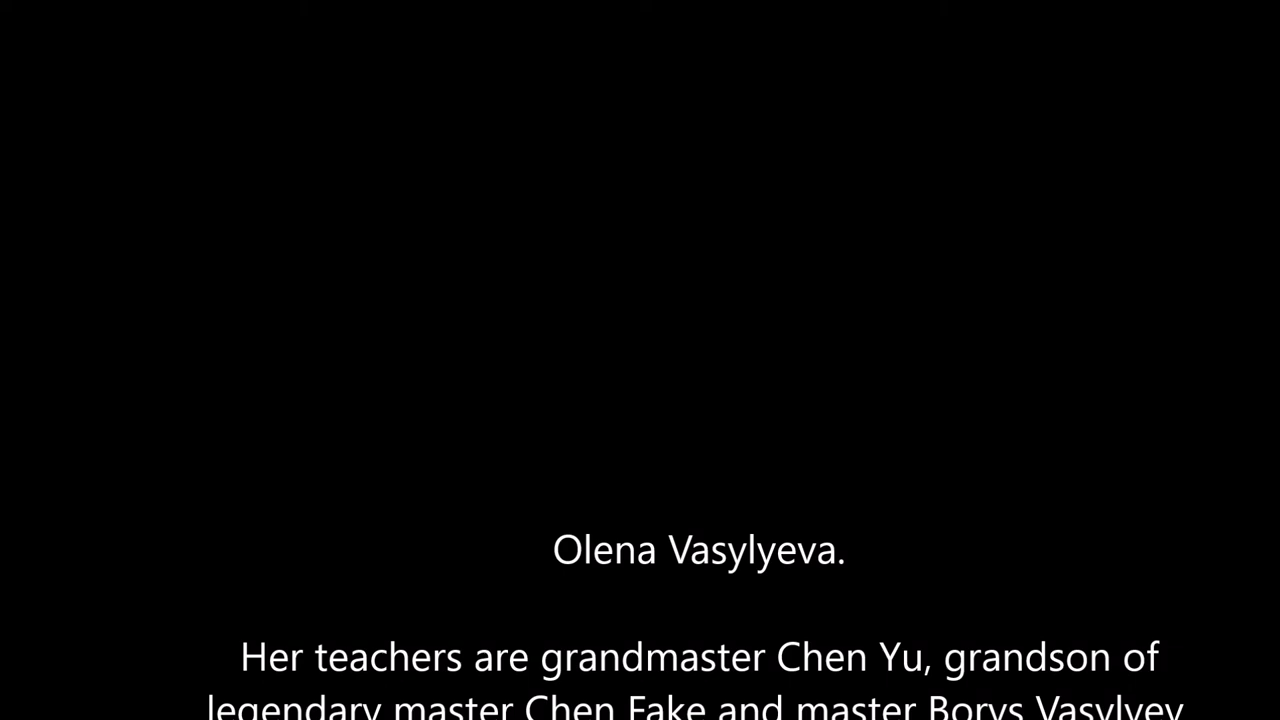 Olena Vasylyeva.
Her teachers are grandmaster Chen Yu, grandson of
legendary master Chen Fake and master Borys Vasylyev